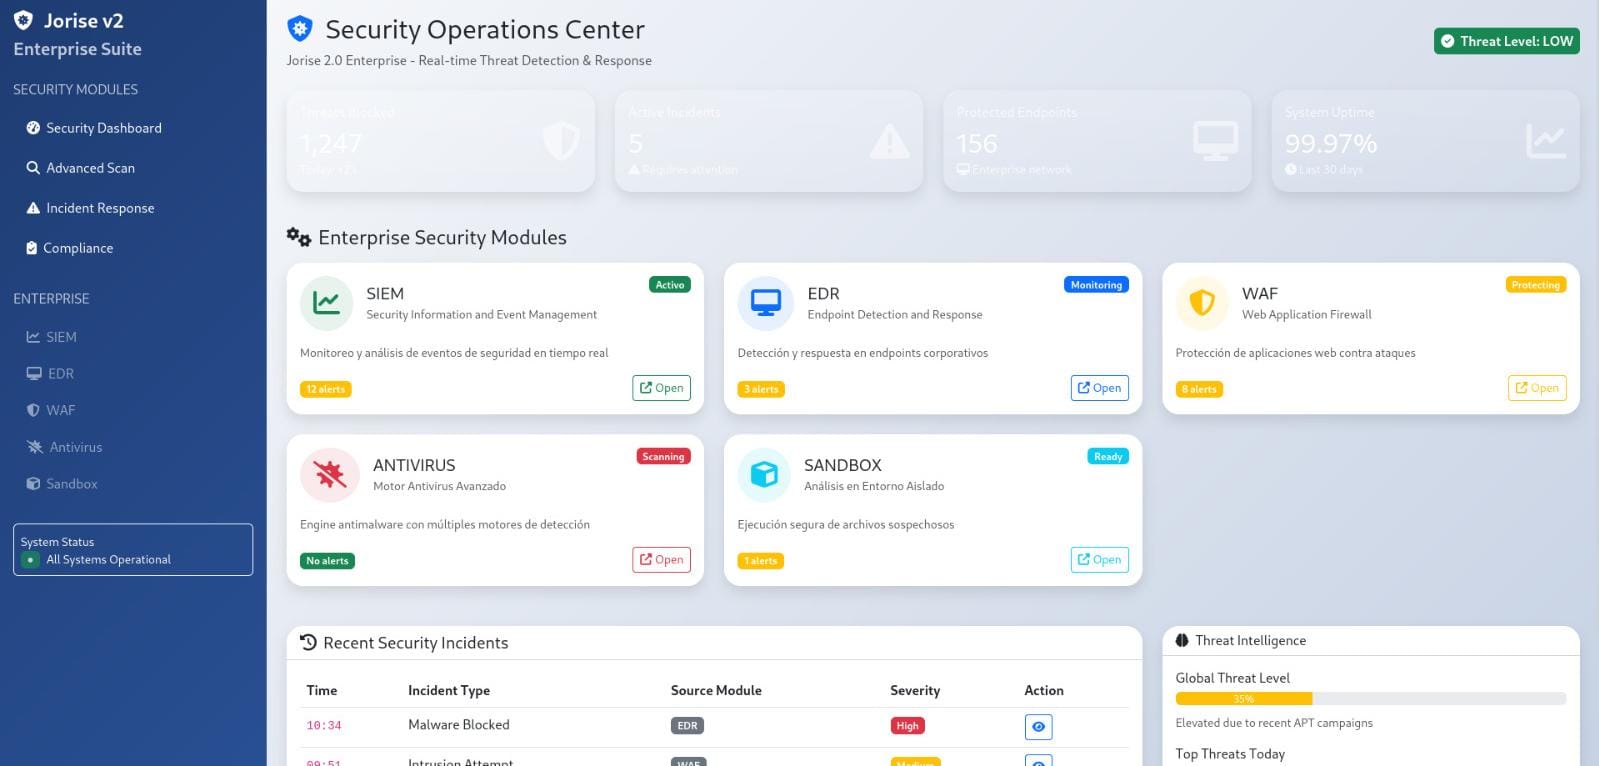 Jorise v2
Enterprise Suite
SECURITY MODULES
Security Dashboard
Advanced Scan
Incident Response
Compliance
ENTERPRISE
SIEM
EDR
WAF
Antivirus
Sandbox
System Status
All Systems Operational
Security Operations Center
Jorise 2.0 Enterprise - Real-time Threat Detection & Response
Threat Level: LOW
Threats Blocked
1,247
Today: +23
Active Incidents
5
Requires attention
Protected Endpoints
156
Enterprise network
System Uptime
99.97%
Last 30 days
Enterprise Security Modules
SIEM
Activo
Security Information and Event Management
Monitoreo y análisis de eventos de seguridad en tiempo real
12 alerts
Open
EDR
Monitoring
Endpoint Detection and Response
Detección y respuesta en endpoints corporativos
3 alerts
Open
WAF
Protecting
Web Application Firewall
Protección de aplicaciones web contra ataques
8 alerts
Open
ANTIVIRUS
Scanning
Motor Antivirus Avanzado
Engine antimalware con múltiples motores de detección
No alerts
Open
SANDBOX
Ready
Análisis en Entorno Aislado
Ejecución segura de archivos sospechosos
1 alerts
Open
Recent Security Incidents
Time Incident Type Source Module Severity Action
10:34 Malware Blocked EDR High
09:51 Intrusion Attempt WAF Medium
Threat Intelligence
Global Threat Level
35%
Elevated due to recent APT campaigns
Top Threats Today